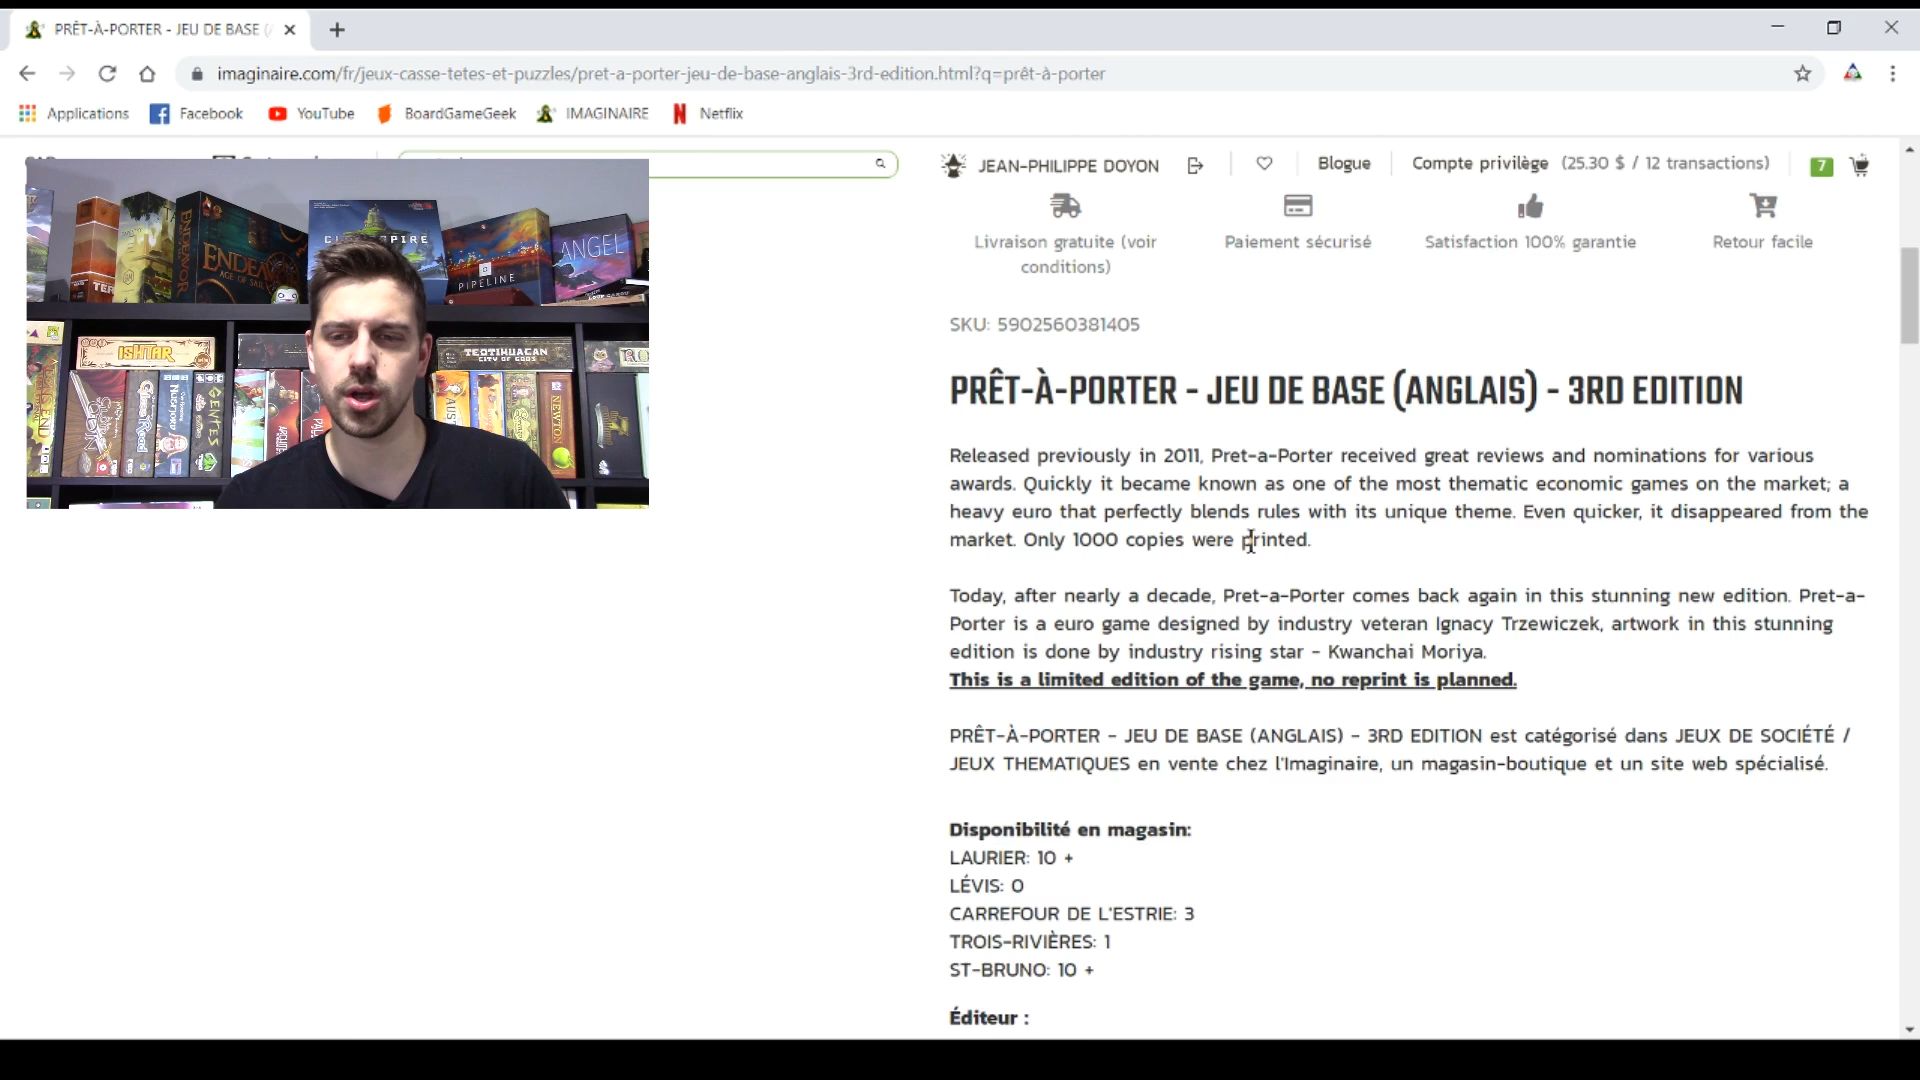 PRÊT-À-PORTER - JEU DE BASE (
imaginaire.com/fr/jeux-casse-tetes-et-puzzles/pret-a-porter-jeu-de-base-anglais-3rd-edition.html?q=prêt-à-porter
Applications Facebook YouTube BoardGameGeek IMAGINAIRE Netflix
JEAN-PHILIPPE DOYON Blogue Compte privilège (25.30 $ / 12 transactions) 7
Livraison gratuite (voir conditions)
Paiement sécurisé
Satisfaction 100% garantie
Retour facile
ENDEAVOR
AGE OF SAIL
PIPELINE
ANGEL
ISHTAR
TEOTIHUACAN
CITY OF GODS
GENTES
NEWTON
SKU: 5902560381405
PRÊT-À-PORTER - JEU DE BASE (ANGLAIS) - 3RD EDITION
Released previously in 2011, Pret-a-Porter received great reviews and nominations for various
awards. Quickly it became known as one of the most thematic economic games on the market; a
heavy euro that perfectly blends rules with its unique theme. Even quicker, it disappeared from the
market. Only 1000 copies were printed.
Today, after nearly a decade, Pret-a-Porter comes back again in this stunning new edition. Pret-a-
Porter is a euro game designed by industry veteran Ignacy Trzewiczek, artwork in this stunning
edition is done by industry rising star - Kwanchai Moriya.
This is a limited edition of the game, no reprint is planned.
PRÊT-À-PORTER - JEU DE BASE (ANGLAIS) - 3RD EDITION est catégorisé dans JEUX DE SOCIÉTÉ /
JEUX THEMATIQUES en vente chez l'Imaginaire, un magasin-boutique et un site web spécialisé.
Disponibilité en magasin:
LAURIER: 10 +
LÉVIS: 0
CARREFOUR DE L'ESTRIE: 3
TROIS-RIVIÈRES: 1
ST-BRUNO: 10 +
Éditeur :